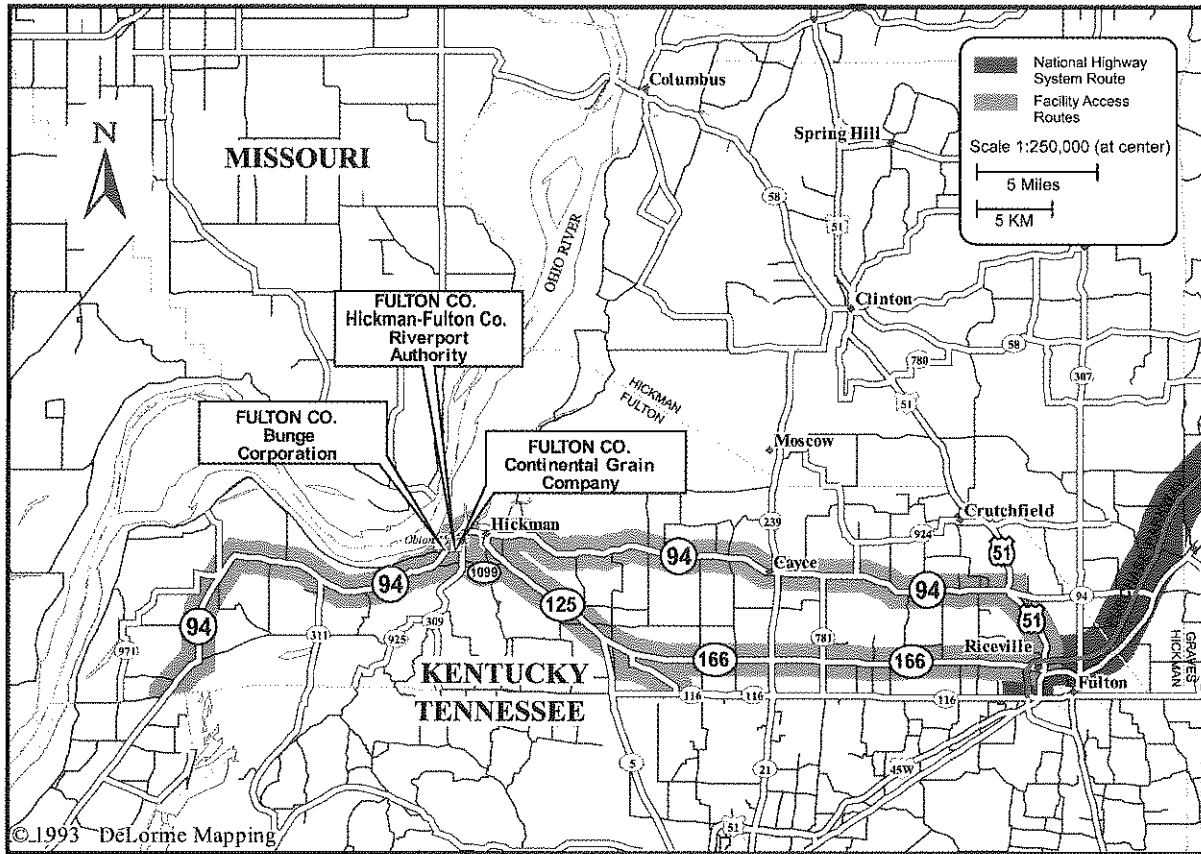 Columbus
National Highway
System Route
Facility Access
Routes
Scale 1:250,000 (at center)
5 Miles
5 KM
N
MISSOURI
Spring Hill
58
51
OHIO RIVER
FULTON CO.
Hickman-Fulton Co.
Riverport
Authority
Clinton
780
58
307
51
HICKMAN
FULTON
FULTON CO.
Bunge
Corporation
FULTON CO.
Continental Grain
Company
Moscow
Hickman
239
Crutchfield
924
51
94
Cayce
94
94
1099
94
125
51
94
311
925
309
781
971
166
166
Riceville
GRAVES
HICKMAN
KENTUCKY
TENNESSEE
116
116
116
Fulton
5
21
45W
51
© 1993 DeLorme Mapping